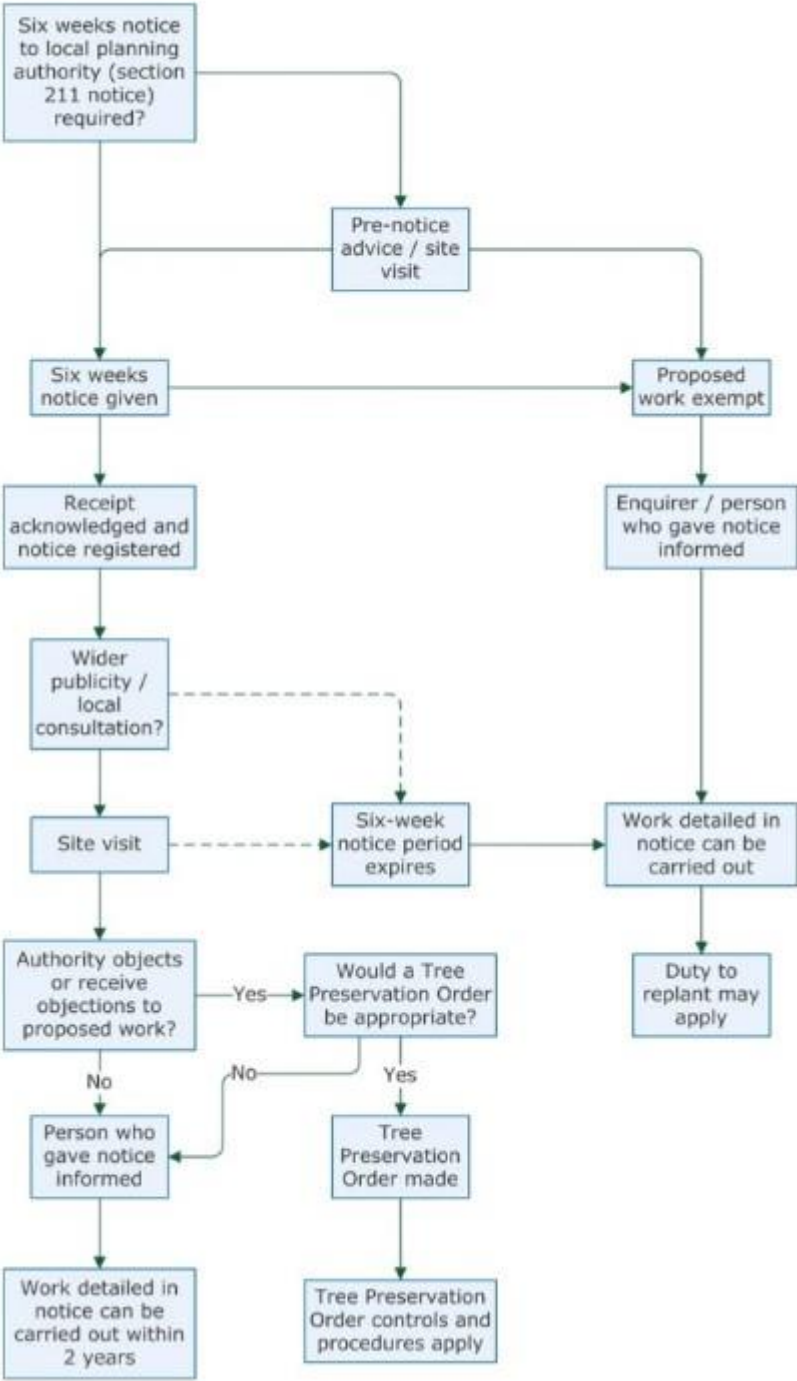 Six weeks notice
to local planning
authority (section
211 notice)
required?
Pre-notice
advice / site
visit
Six weeks
notice given
Proposed
work exempt
Receipt
acknowledged and
notice registered
Enquirer / person
who gave notice
informed
Wider
publicity /
local
consultation?
Site visit
Six-week
notice period
expires
Work detailed in
notice can be
carried out
Authority objects
or receive
objections to
proposed work?
Yes
Would a Tree
Preservation Order
be appropriate?
Duty to
replant may
apply
No
No
Yes
Person who
gave notice
informed
Tree
Preservation
Order made
Work detailed in
notice can be
carried out within
2 years
Tree Preservation
Order controls and
procedures apply